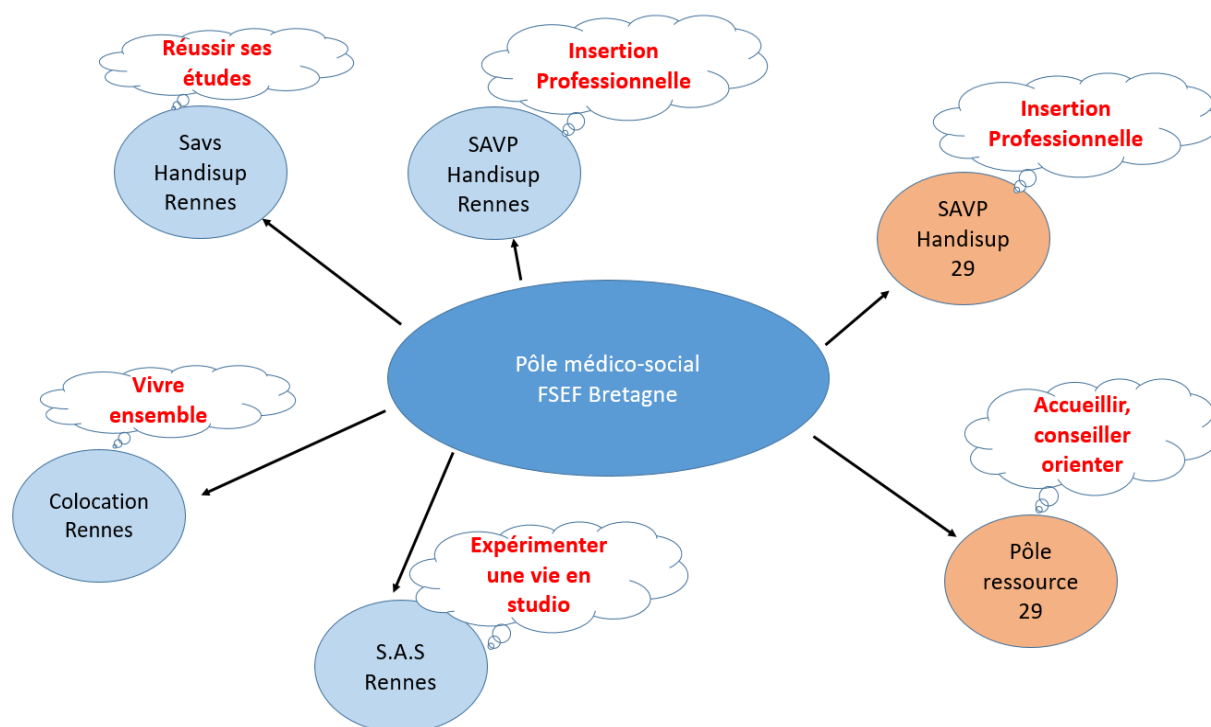 Réussir ses
études
Savs
Handisup
Rennes
Insertion
Professionnelle
SAVP
Handisup
Rennes
Insertion
Professionnelle
SAVP
Handisup
29
Pôle médico-social
FSEF Bretagne
Vivre
ensemble
Colocation
Rennes
Expérimenter
une vie en
studio
S.A.S
Rennes
Accueillir,
conseiller
orienter
Pôle
ressource
29